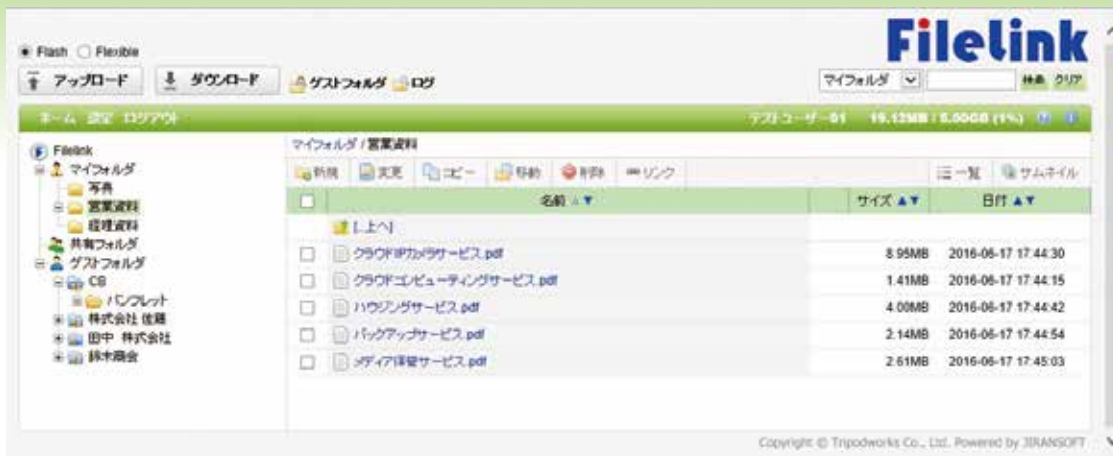 Filelink
Flash Flexible
アップロード ダウンロード ゲストフォルダ ログ マイフォルダ 検索 クリア
ホーム 設定 ログアウト テストユーザー01 19.12MB / 5.00GB (1%)
Filelink
マイフォルダ
写真
営業資料
経理資料
共有フォルダ
ゲストフォルダ
CB
パンフレット
株式会社 佐藤
田中 株式会社
鈴木商会
マイフォルダ / 営業資料
新規 変更 コピー 移動 削除 リンク 一覧 サムネイル
名前 ▲▼ サイズ ▲▼ 日付 ▲▼
[上へ]
クラウドIPカメラサービス.pdf 8.95MB 2016-06-17 17:44:30
クラウドコンピューティングサービス.pdf 1.41MB 2016-06-17 17:44:15
ハウジングサービス.pdf 4.00MB 2016-06-17 17:44:42
バックアップサービス.pdf 2.14MB 2016-06-17 17:44:54
メディア保管サービス.pdf 2.61MB 2016-06-17 17:45:03
Copyright © Tripodworks Co., Ltd. Powered by JIRANSOFT